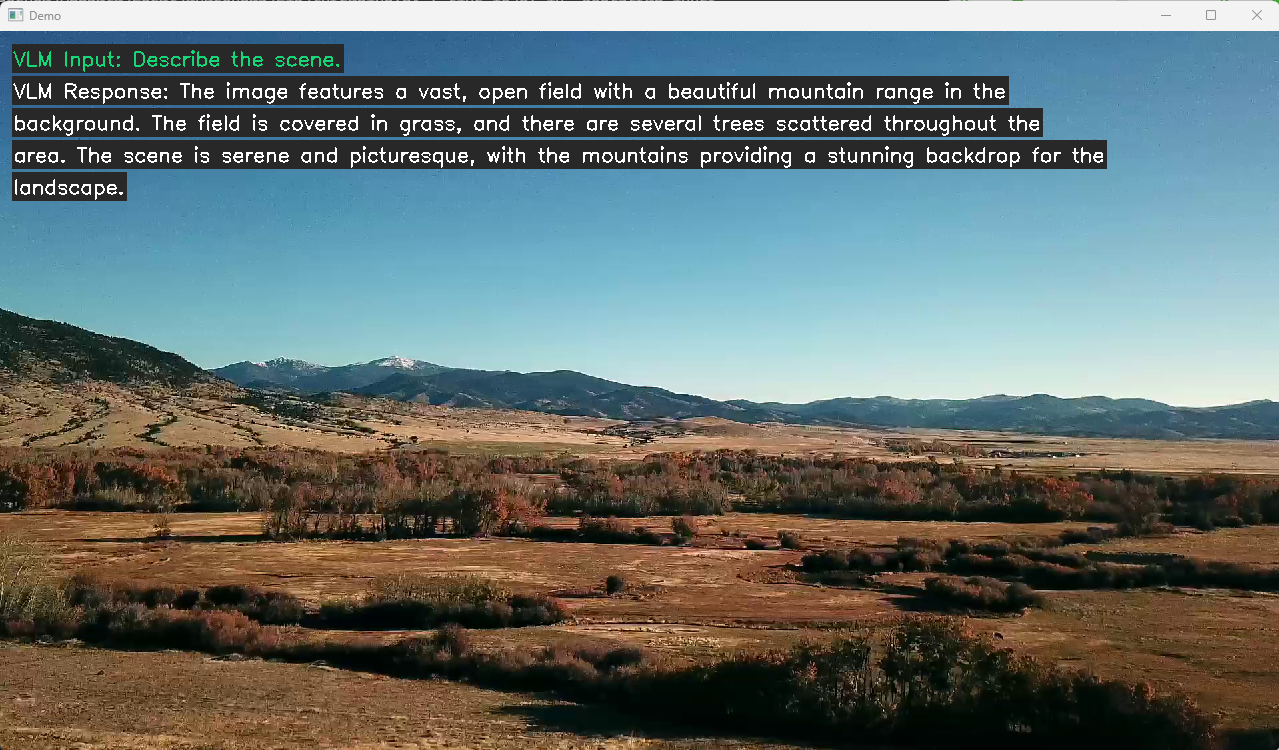 Demo
VLM Input: Describe the scene.
VLM Response: The image features a vast, open field with a beautiful mountain range in the
background. The field is covered in grass, and there are several trees scattered throughout the
area. The scene is serene and picturesque, with the mountains providing a stunning backdrop for the
landscape.